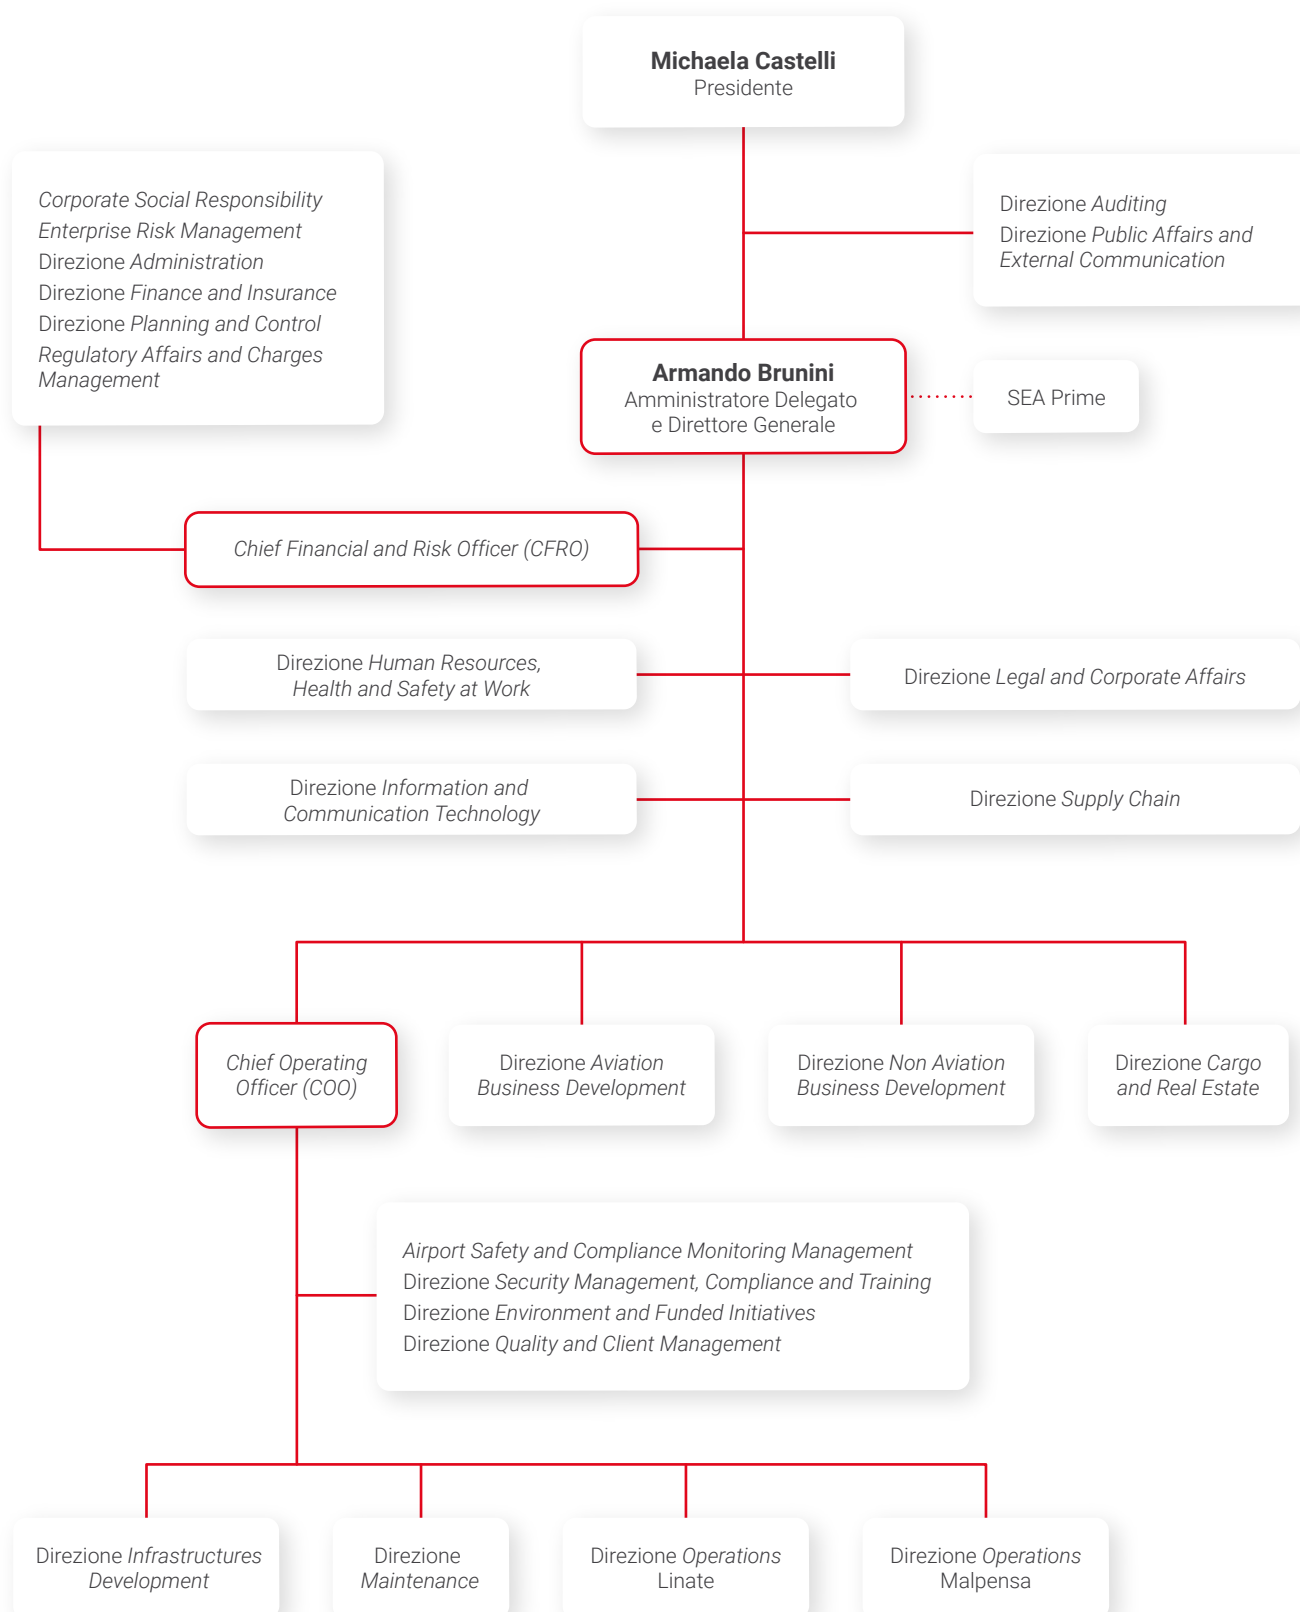 Michaela Castelli
Presidente
Corporate Social Responsibility
Enterprise Risk Management
Direzione Administration
Direzione Finance and Insurance
Direzione Planning and Control
Regulatory Affairs and Charges
Management
Direzione Auditing
Direzione Public Affairs and
External Communication
Armando Brunini
Amministratore Delegato
e Direttore Generale
SEA Prime
Chief Financial and Risk Officer (CFRO)
Direzione Human Resources,
Health and Safety at Work
Direzione Legal and Corporate Affairs
Direzione Information and
Communication Technology
Direzione Supply Chain
Chief Operating
Officer (COO)
Direzione Aviation
Business Development
Direzione Non Aviation
Business Development
Direzione Cargo
and Real Estate
Airport Safety and Compliance Monitoring Management
Direzione Security Management, Compliance and Training
Direzione Environment and Funded Initiatives
Direzione Quality and Client Management
Direzione Infrastructures
Development
Direzione
Maintenance
Direzione Operations
Linate
Direzione Operations
Malpensa